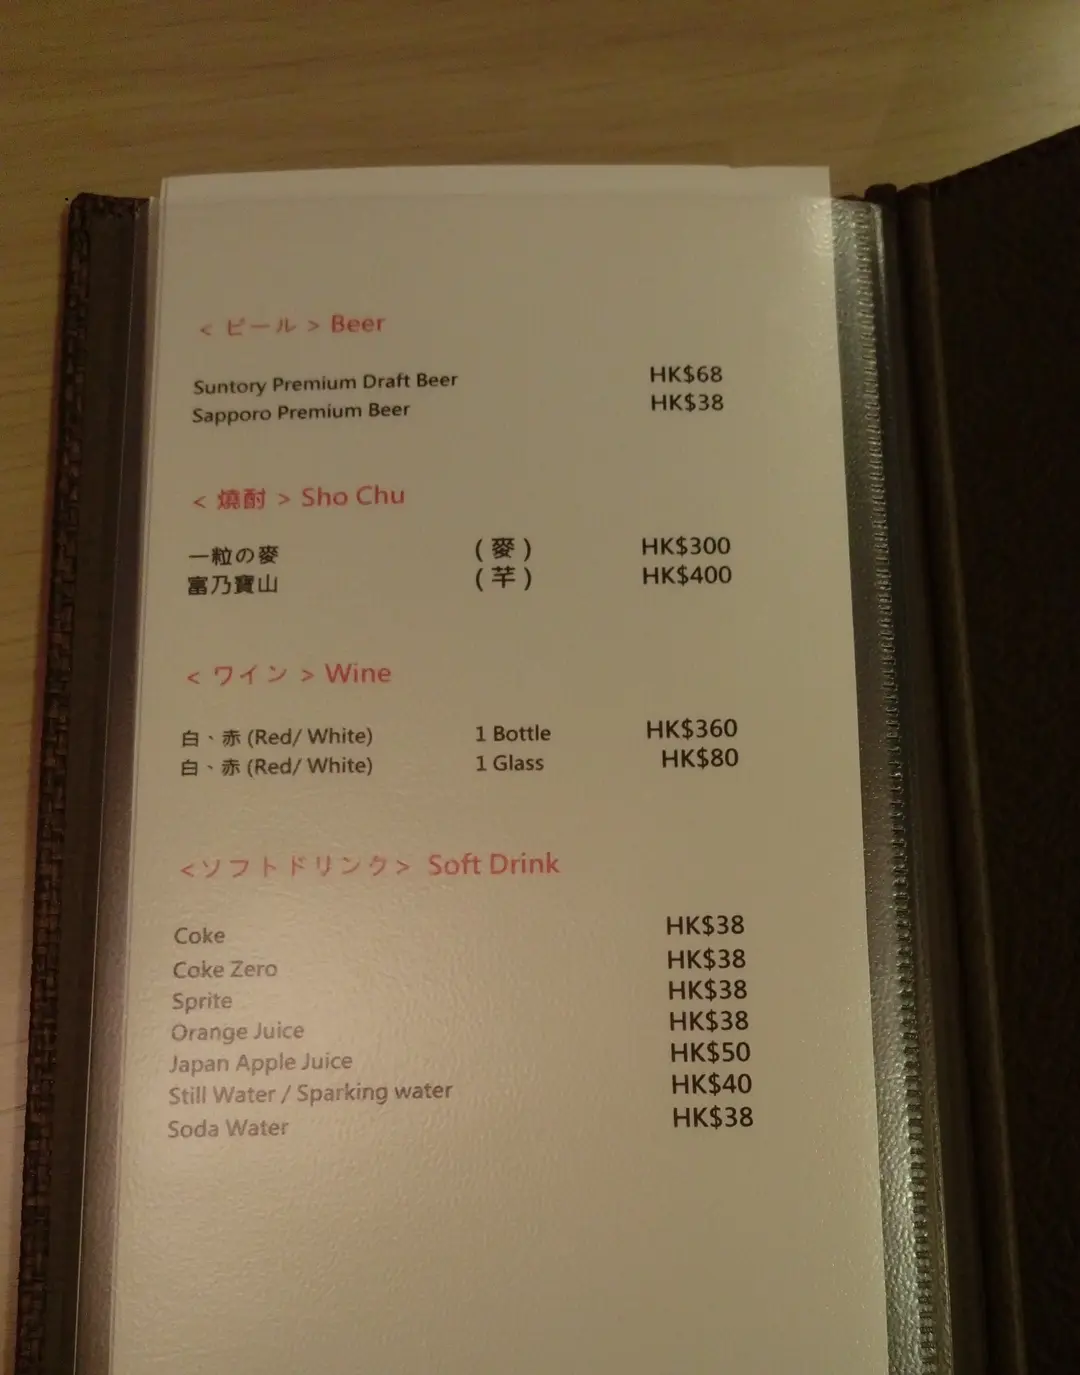 < ビール > Beer
Suntory Premium Draft Beer HK$68
Sapporo Premium Beer HK$38
< 燒酎 > Sho Chu
一粒の麥 ( 麥 ) HK$300
富乃寶山 ( 芋 ) HK$400
< ワイン > Wine
白、赤 (Red/ White) 1 Bottle HK$360
白、赤 (Red/ White) 1 Glass HK$80
<ソフトドリンク> Soft Drink
Coke HK$38
Coke Zero HK$38
Sprite HK$38
Orange Juice HK$38
Japan Apple Juice HK$50
Still Water / Sparking water HK$40
Soda Water HK$38